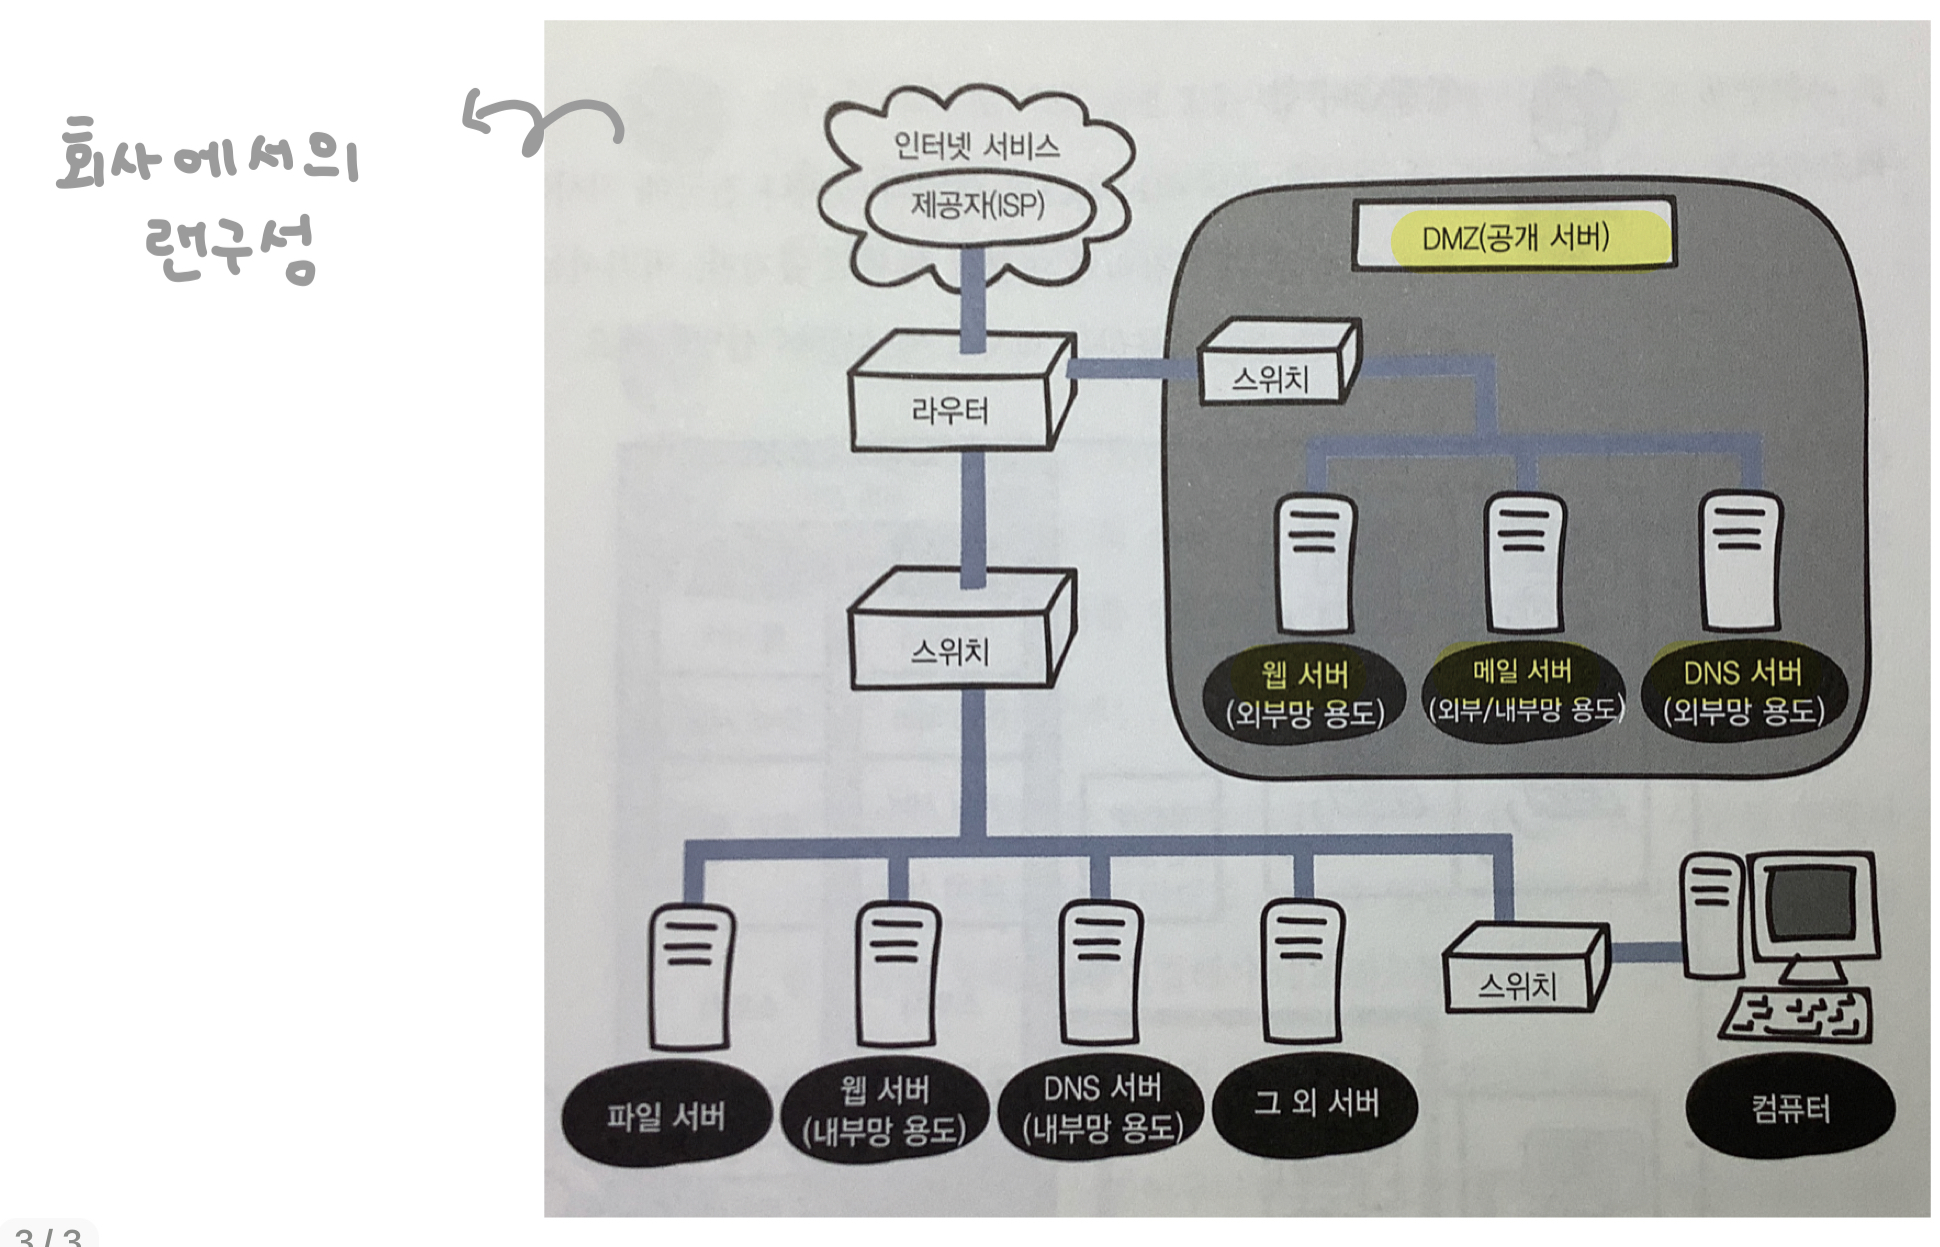 회사에서의
랜구성
인터넷 서비스
제공자(ISP)
DMZ(공개 서버)
스위치
라우터
스위치
웹 서버
(외부망 용도)
메일 서버
(외부/내부망 용도)
DNS 서버
(외부망 용도)
스위치
파일 서버
웹 서버
(내부망 용도)
DNS 서버
(내부망 용도)
그 외 서버
컴퓨터
3 / 3